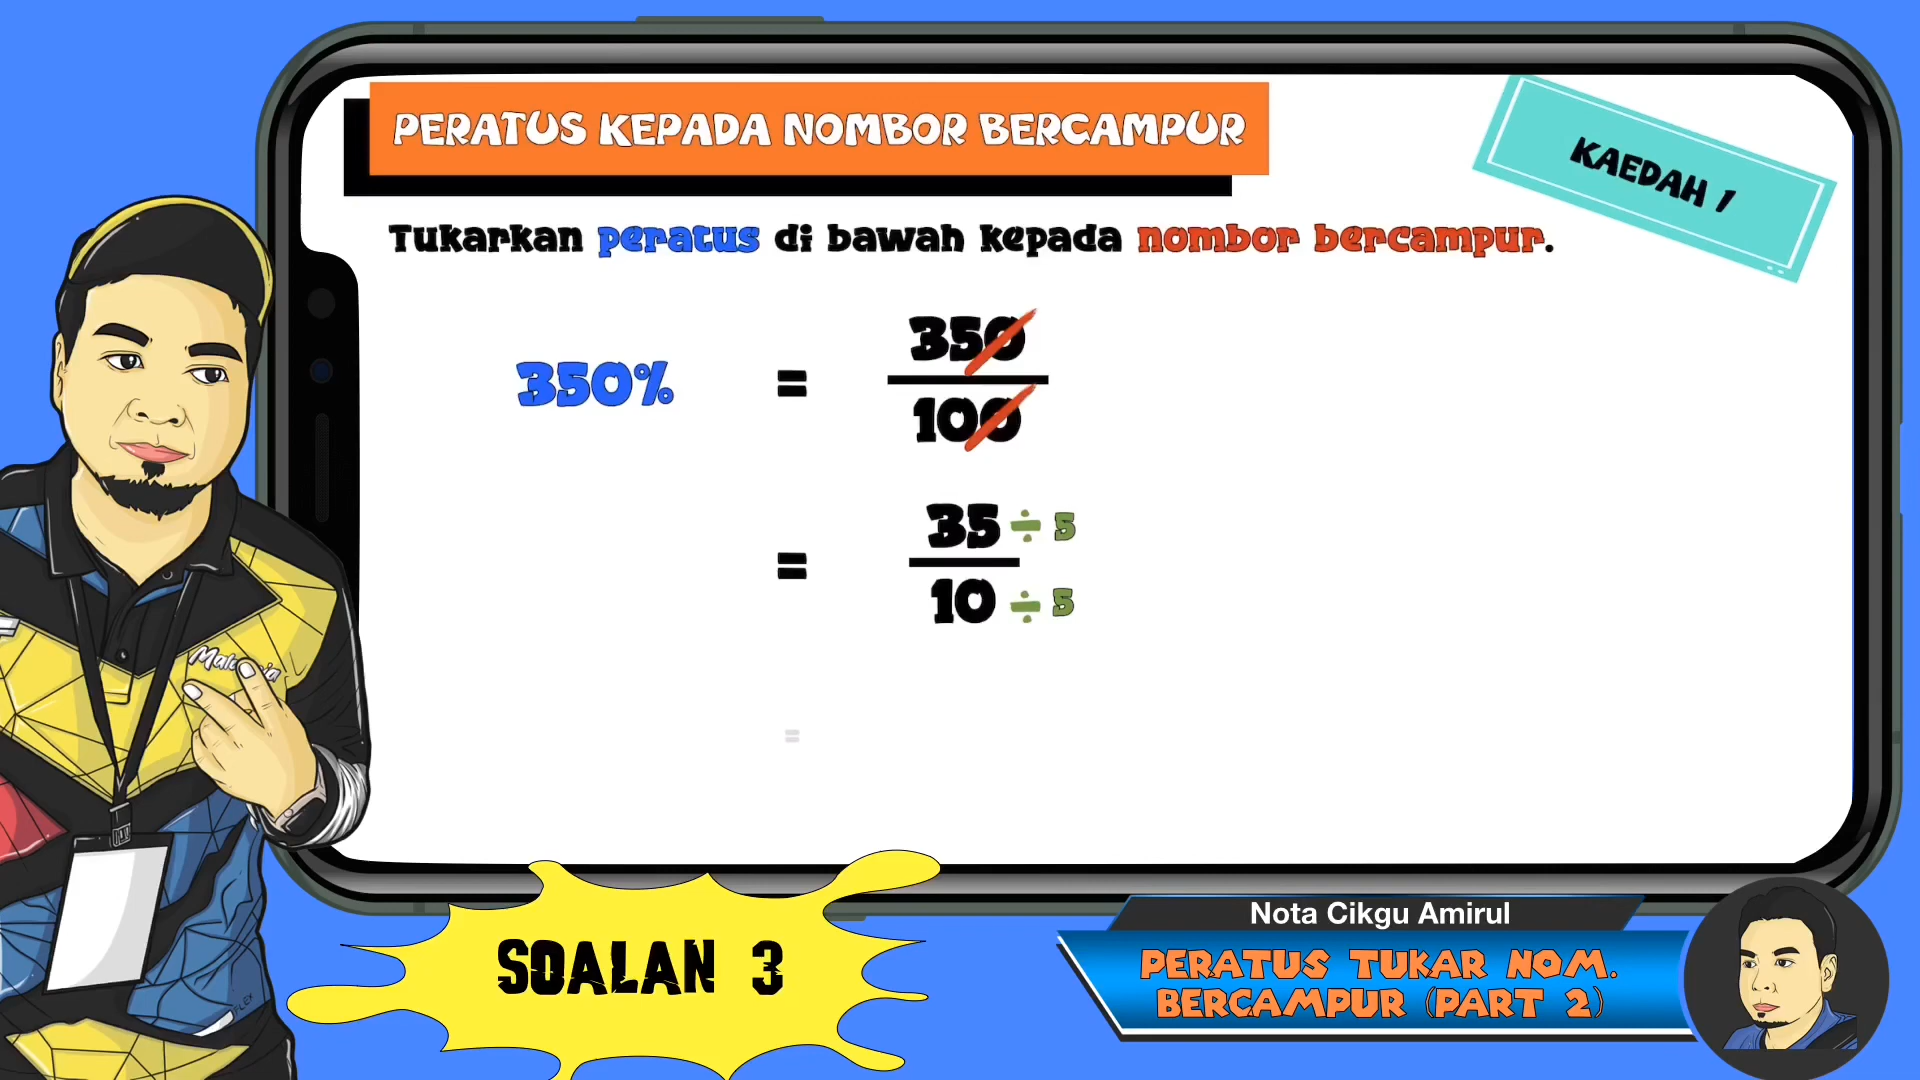 PERATUS KEPADA NOMBOR BERCAMPUR
KAEDAH 1
Tukarkan peratus di bawah kepada nombor bercampur.
350% = 350
100
= 35 ÷ 5
10 ÷ 5
=
SOALAN 3
Nota Cikgu Amirul
PERATUS TUKAR NOM.
BERCAMPUR (PART 2)